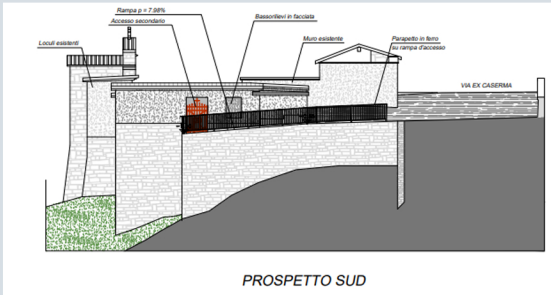 Rampa p = 7.98%
Accesso secondario
Bassorilievi in facciata
Loculi esitenti
Muro esistente
Parapetto in ferro
su rampa d'accesso
VIA EX CASERMA
PROSPETTO SUD